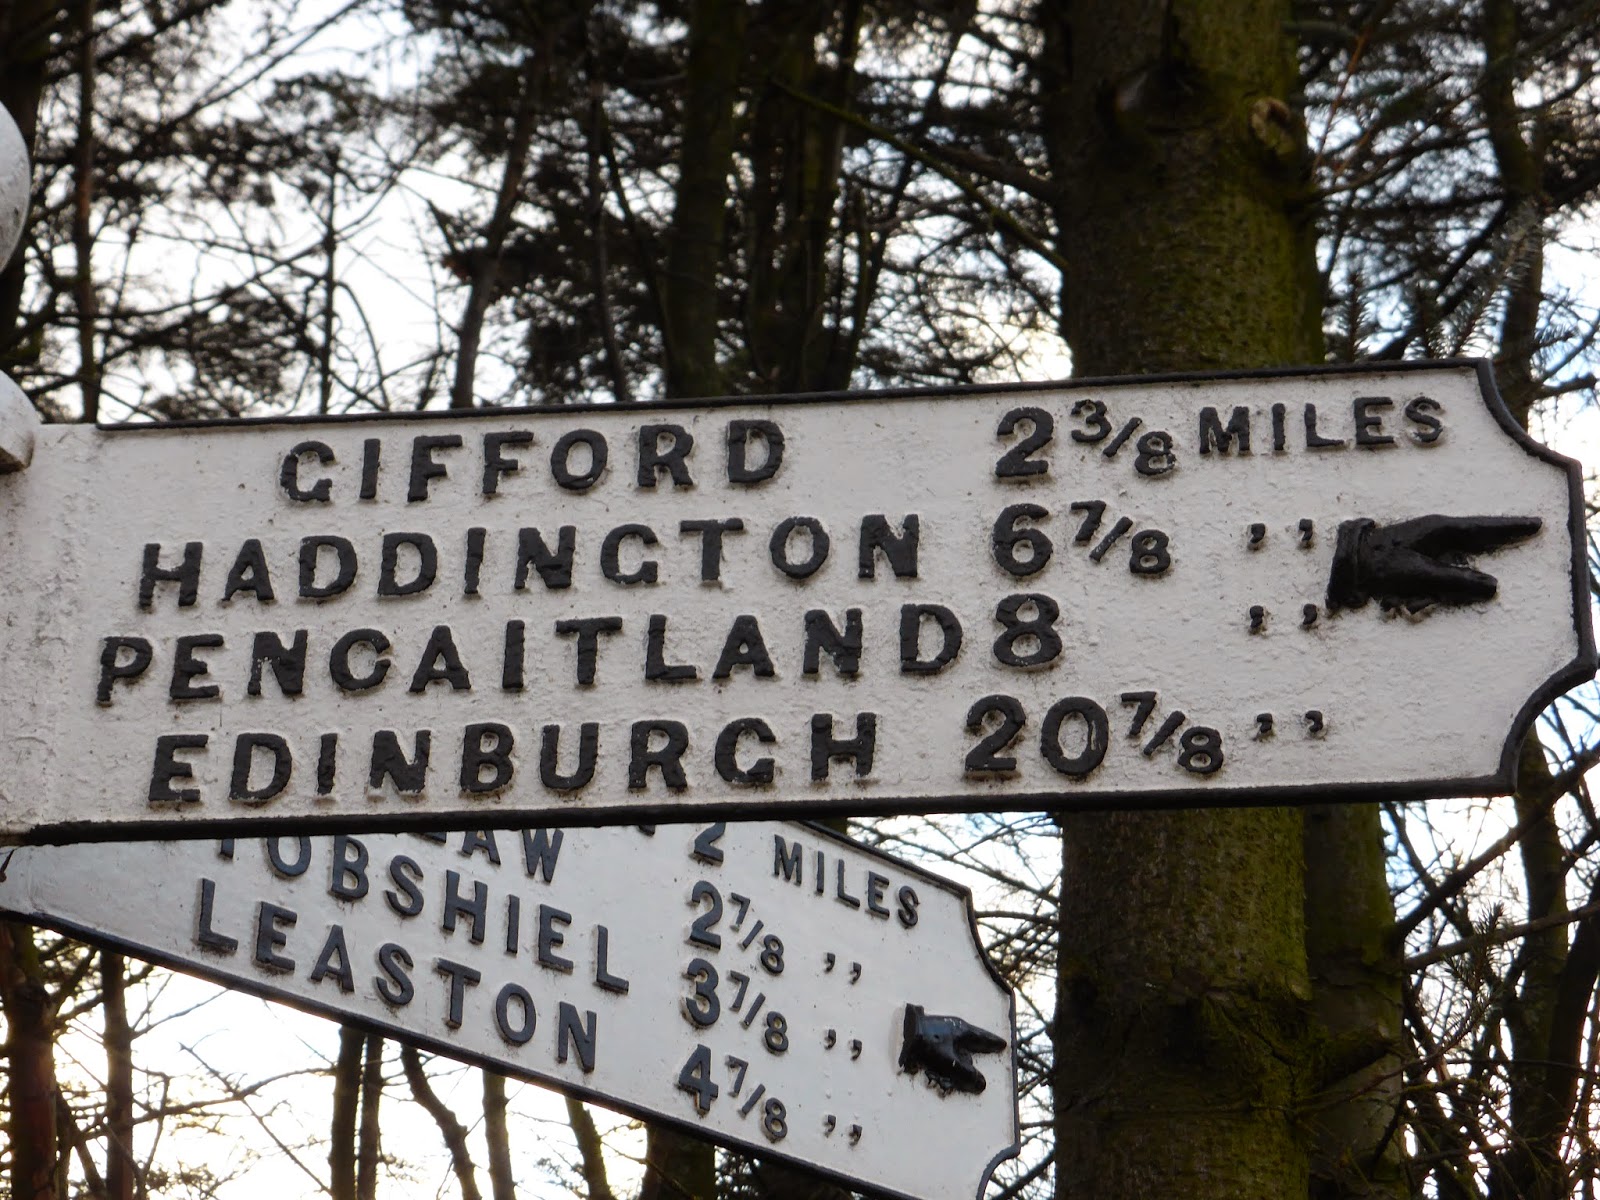 GIFFORD 2 3/8 MILES
HADDINGTON 6 7/8 ,,
PENCAITLAND 8 ,,
EDINBURGH 20 7/8 ,,
2 MILES
2 7/8 ,,
TOBSHIEL 3 7/8 ,,
LEASTON 4 7/8 ,,